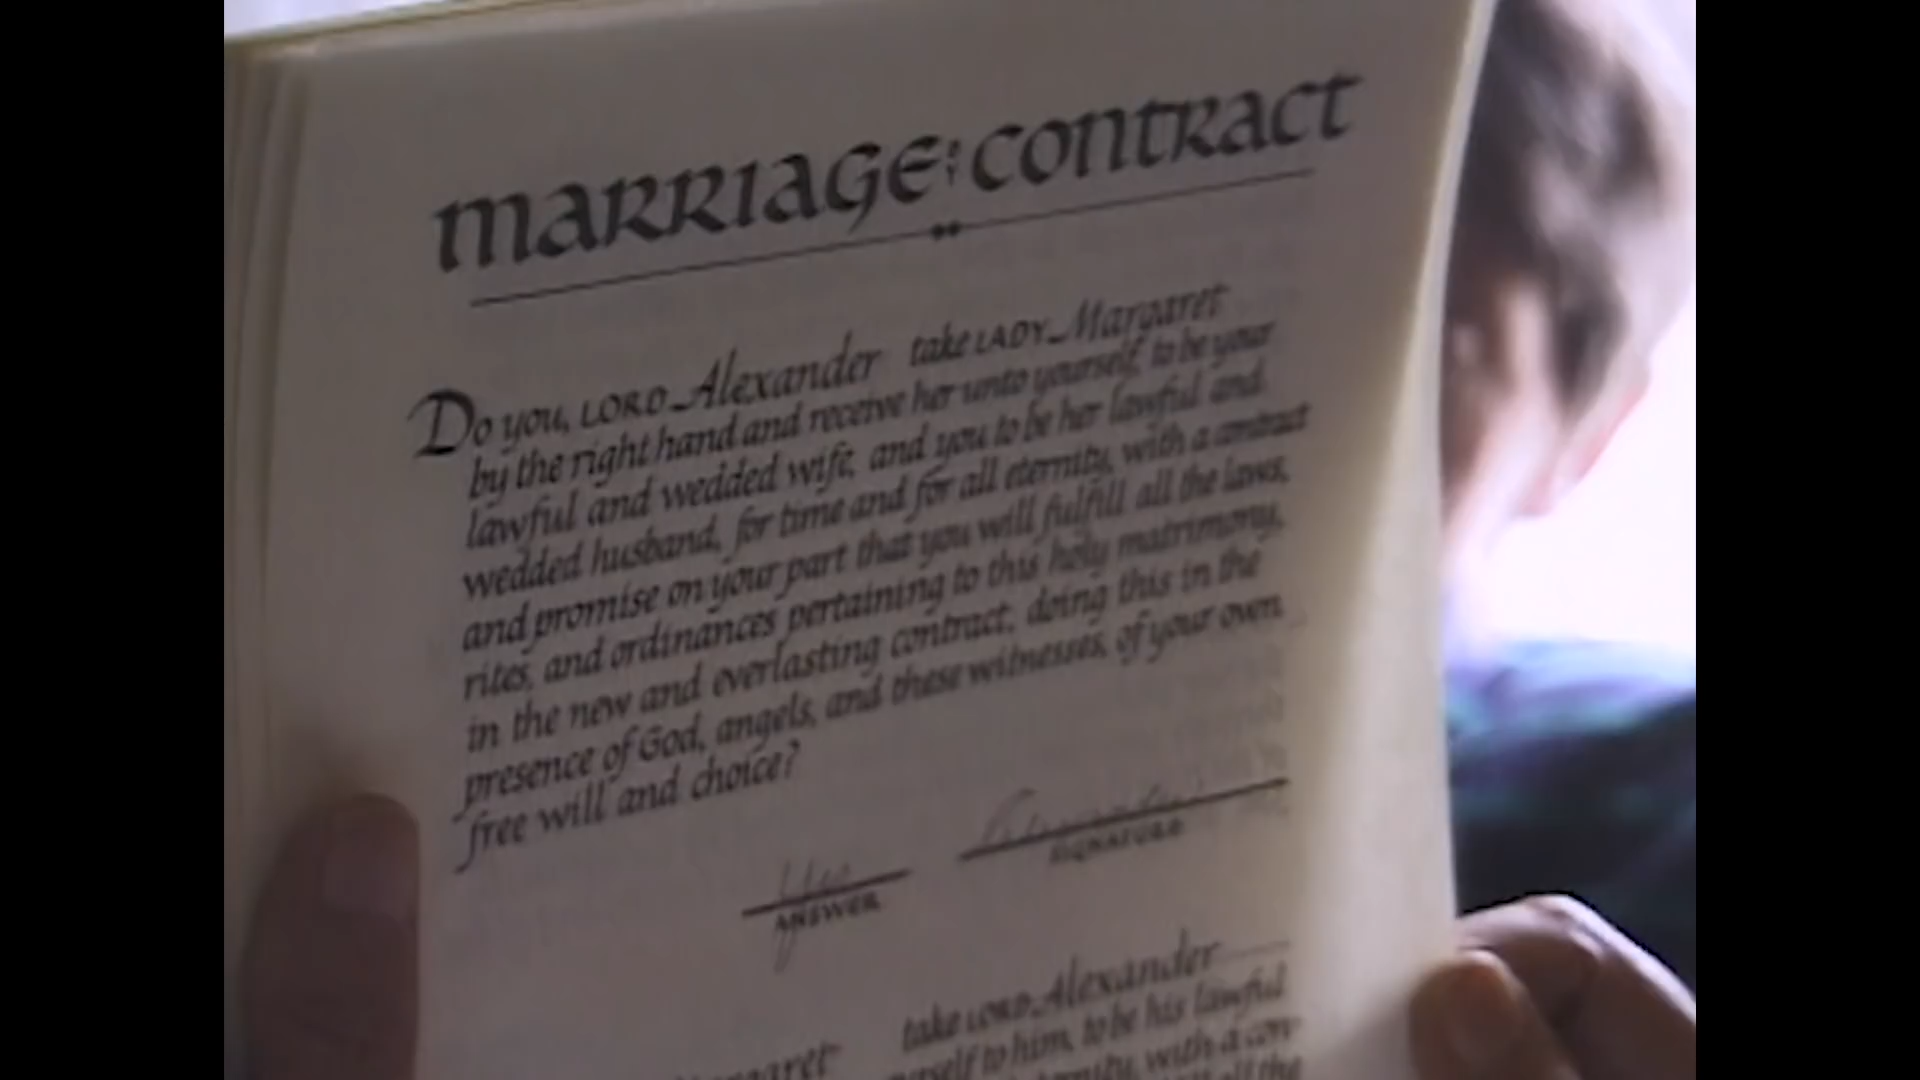 marriage: contract
Do you, LORD Alexander take LADY Margaret
by the right hand and receive her unto yourself, to be your
lawful and wedded wife, and you to be her lawful and
wedded husband, for time and for all eternity, with a contract
and promise on your part that you will fulfill all the laws,
rites, and ordinances pertaining to this holy matrimony,
in the new and everlasting contract, doing this in the
presence of God, angels, and these witnesses, of your own
free will and choice?
ANSWER SIGNATURE
take LORD Alexander
to him, to be his lawful
with a
all the